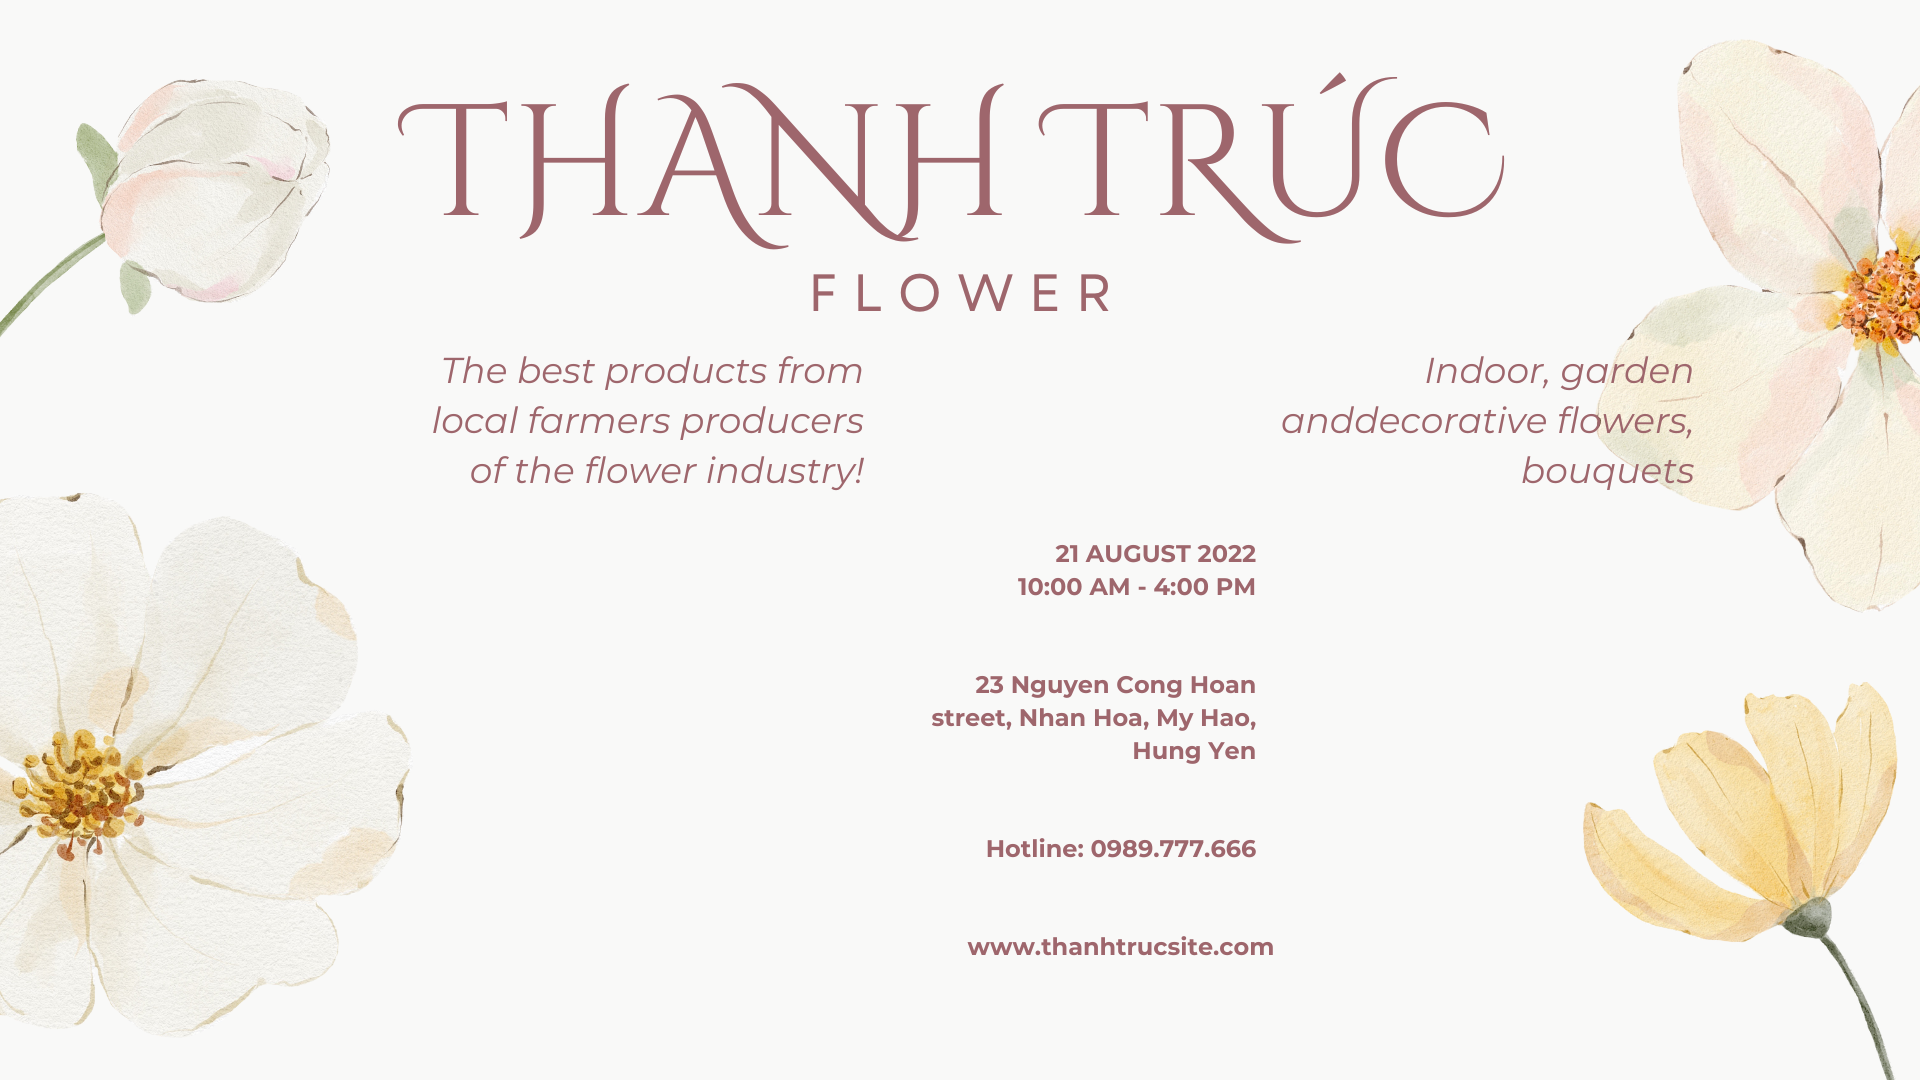 THANH TRÚC
FLOWER
The best products from
local farmers producers
of the flower industry!
Indoor, garden
anddecorative flowers,
bouquets
21 AUGUST 2022
10:00 AM - 4:00 PM
23 Nguyen Cong Hoan
street, Nhan Hoa, My Hao,
Hung Yen
Hotline: 0989.777.666
www.thanhtrucsite.com